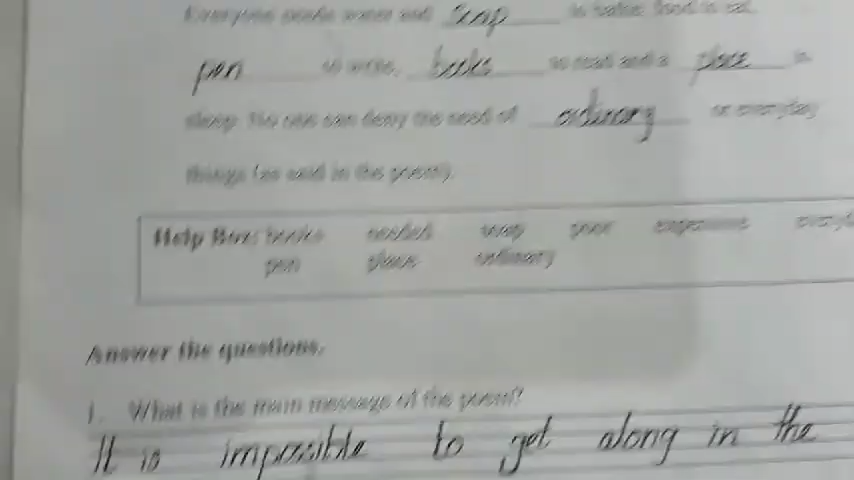 Everyone needs water and soap to bathe, food to eat,
pen to write, books to read and a place to
sleep. No one can deny the need of ordinary or everyday
things (as said in the poem).
Help Box: books needed soap poor expensive
pen place ordinary
Answer the questions.
1. What is the main message of the poem?
It is impossible to get along in the